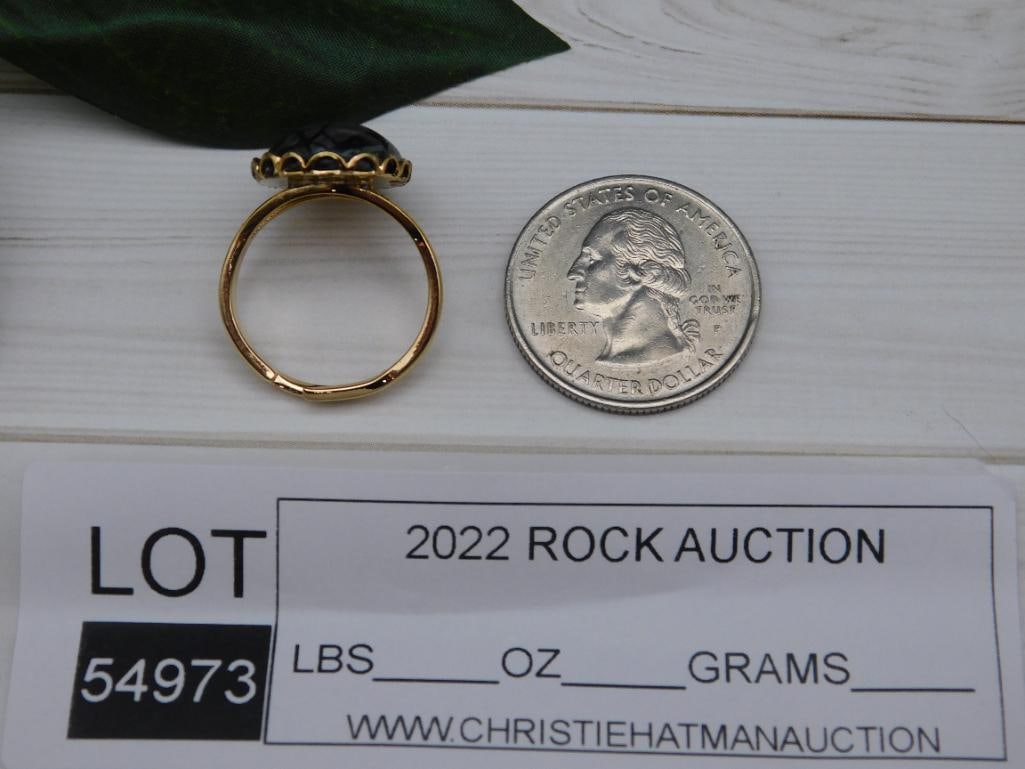 UNITED STATES OF AMERICA
IN
GOD WE
TRUST
P
LIBERTY
QUARTER DOLLAR
LOT
54973
2022 ROCK AUCTION
LBS_____OZ_____GRAMS_____
WWW.CHRISTIEHATMANAUCTION